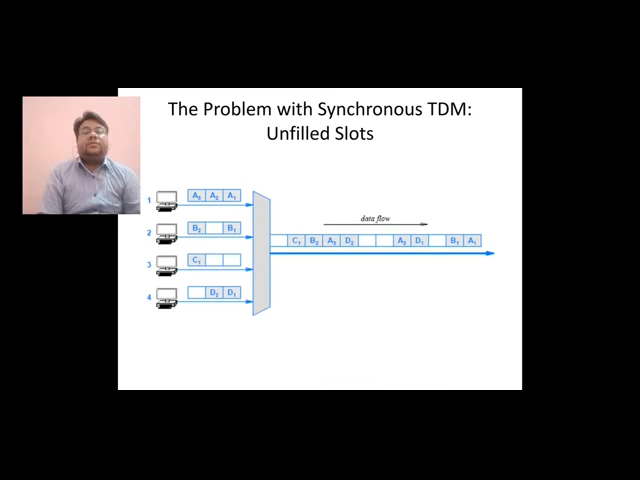 The Problem with Synchronous TDM:
Unfilled Slots
1
A3 A2 A1
2
B2 B1
3
C1
4
D2 D1
data flow
C1 B2 A3 D2 A2 D1 B1 A1